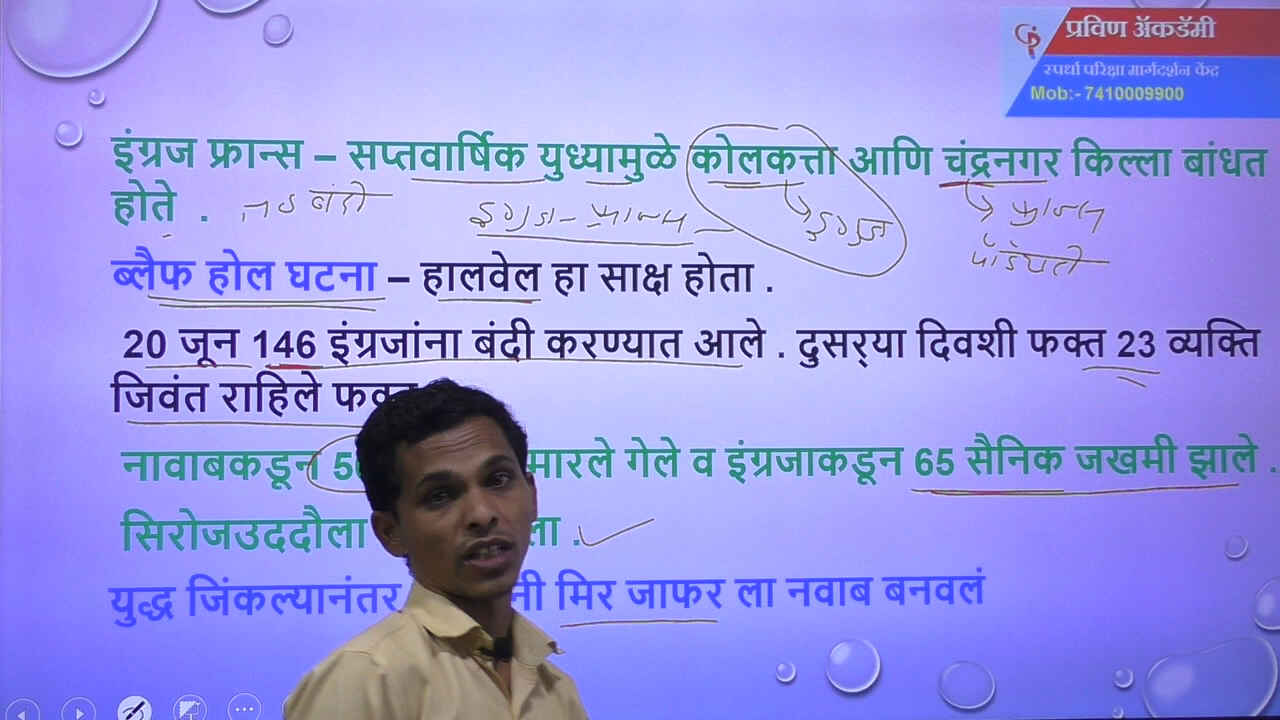 प्रविण ॲकडॅमी
स्पर्धा परिक्षा मार्गदर्शन केंद्र
Mob:- 7410009900
इंग्रज फ्रान्स – सप्तवार्षिक युध्यामुळे कोलकत्ता आणि चंद्रनगर किल्ला बांधत
होते .
इंग्रज - फ्रान्स
इंग्रज
फ्रान्स
ब्लॅफ होल घटना – हालवेल हा साक्ष होता .
20 जून 146 इंग्रजांना बंदी करण्यात आले . दुसऱ्या दिवशी फक्त 23 व्यक्ति
जिवंत राहिले
नावाबकडून मारले गेले व इंग्रजाकडून 65 सैनिक जखमी झाले .
सिरोजउददौला
युद्ध जिंकल्यानंतर मिर जाफर ला नवाब बनवलं